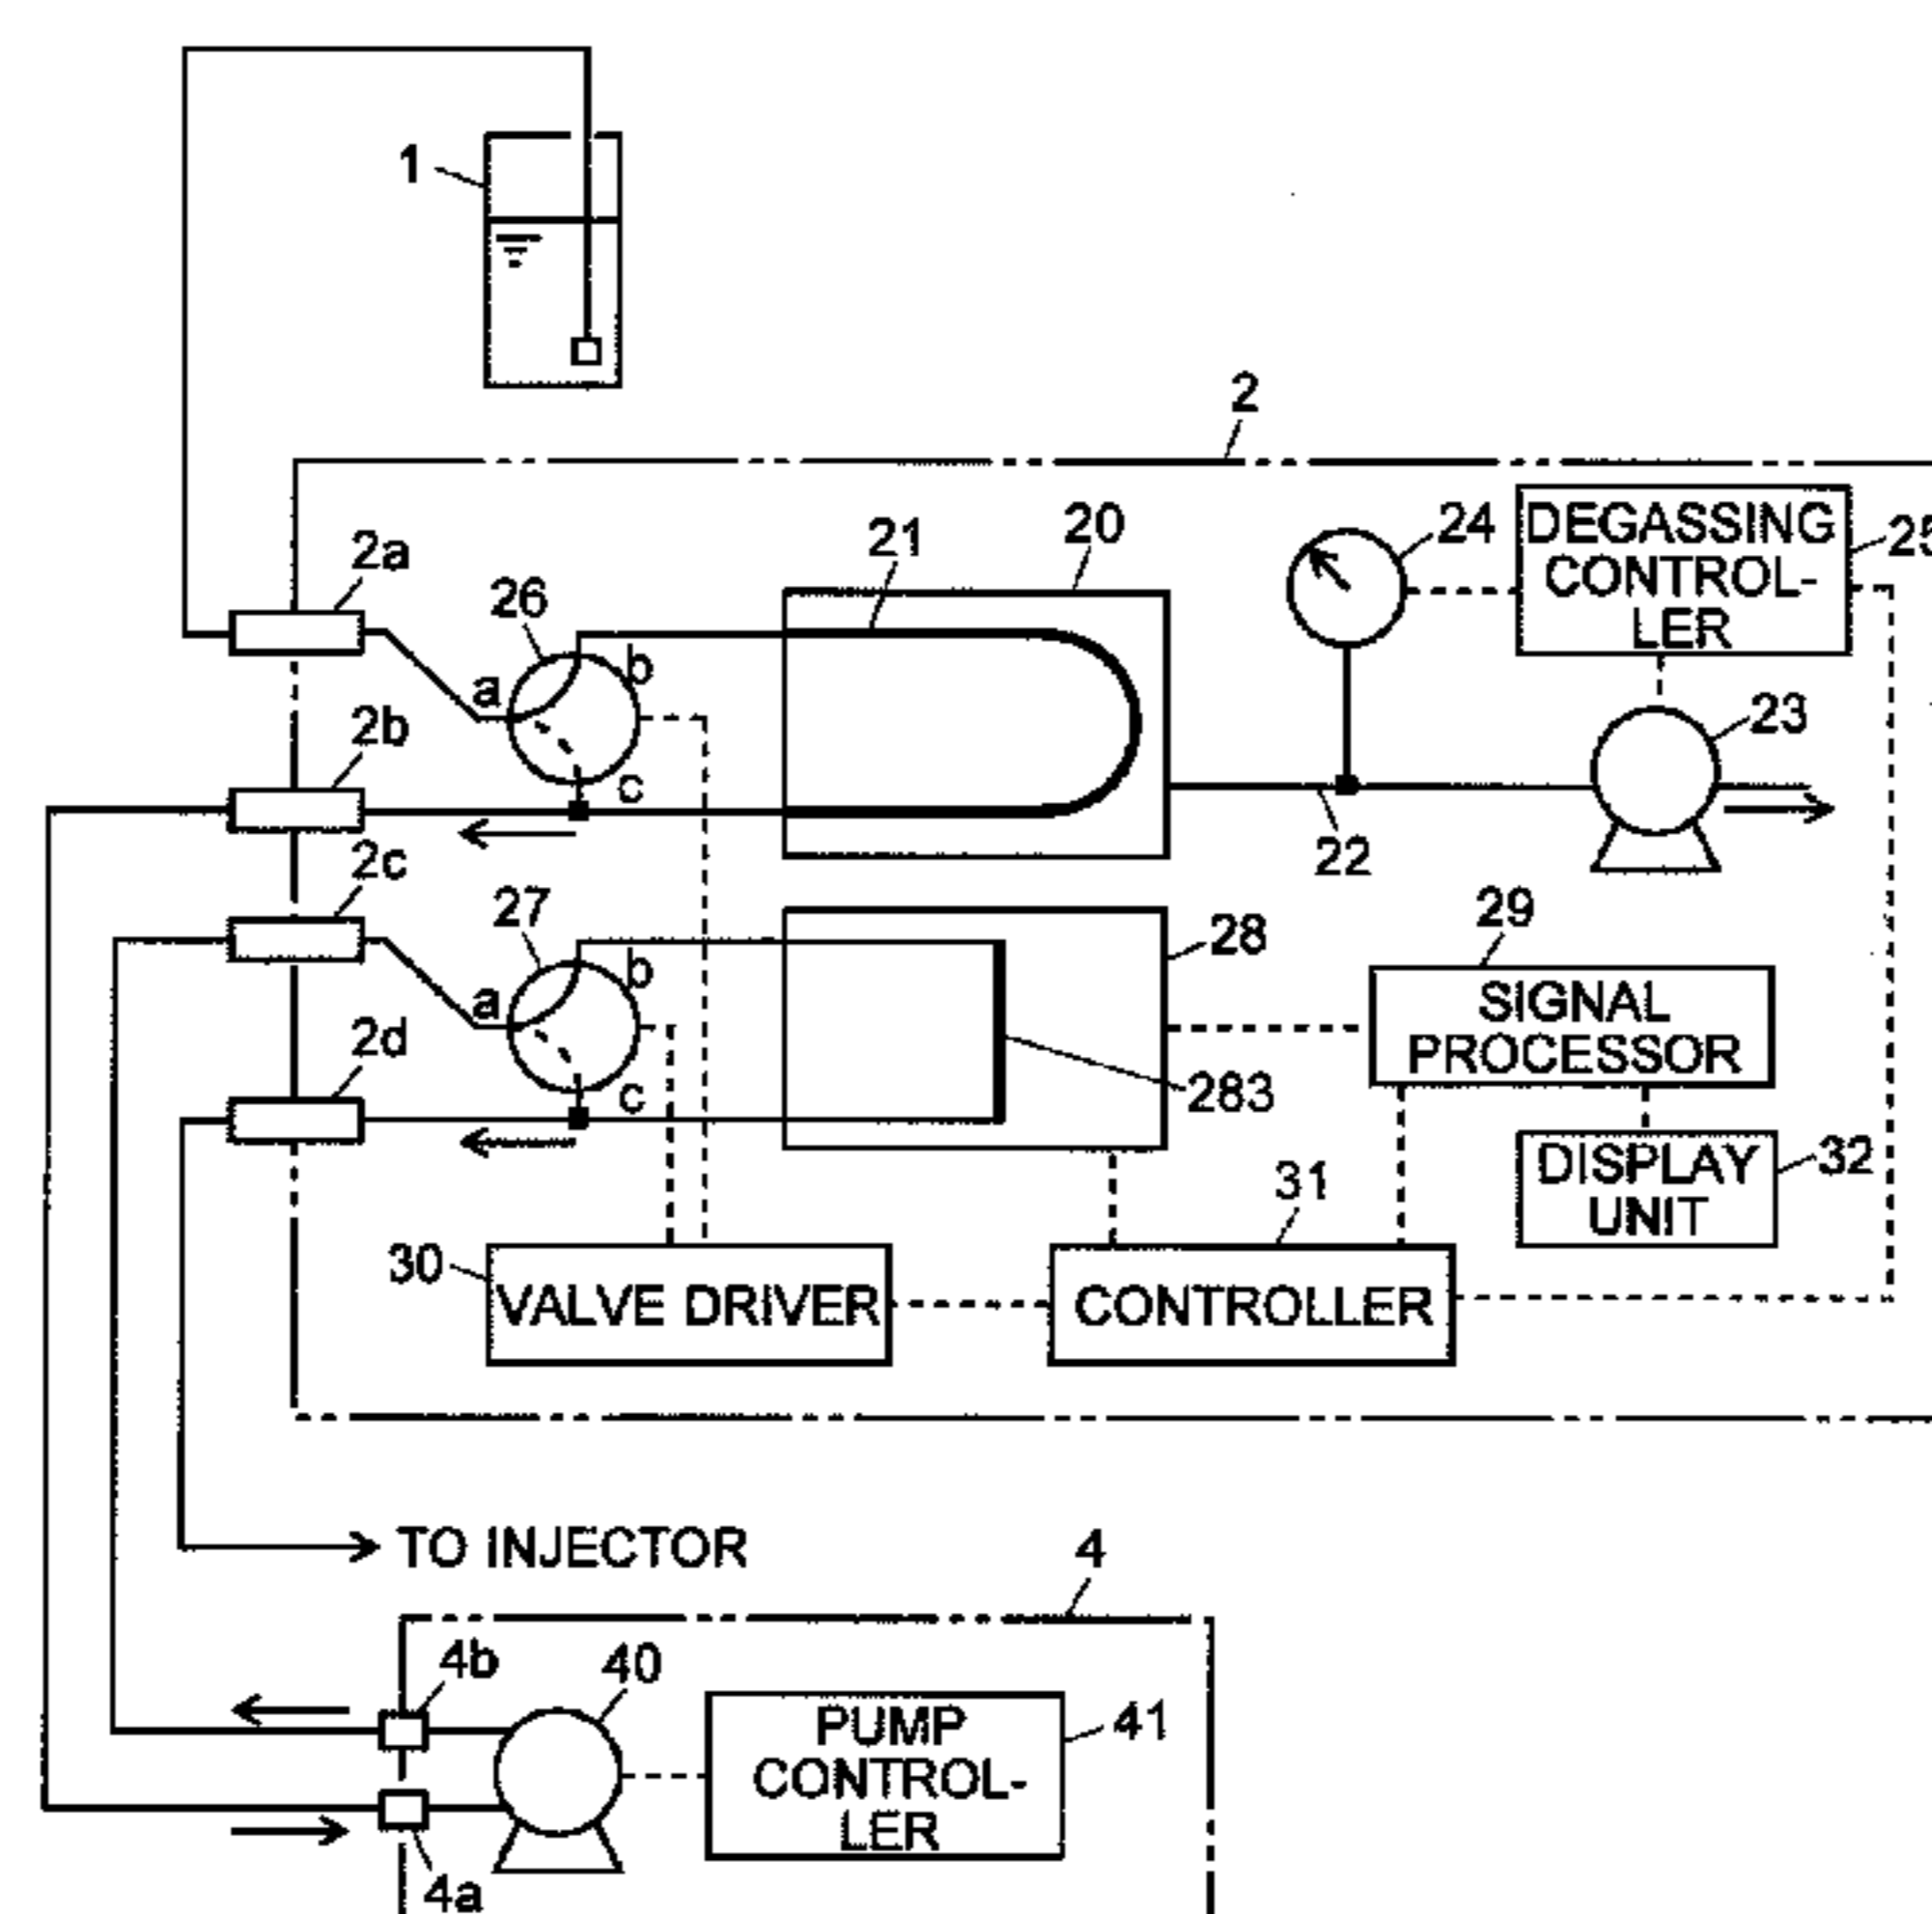 1
2
2a
26
21
20
24
DEGASSING
CONTROL-
LER
25
a
b
c
2b
23
22
2c
27
28
29
SIGNAL
PROCESSOR
a
b
c
2d
283
DISPLAY
UNIT
32
31
30
VALVE DRIVER
CONTROLLER
TO INJECTOR
4
4b
40
PUMP
CONTROL-
LER
41
4a